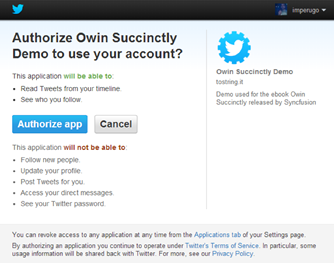 imperugo
Authorize Owin Succinctly
Demo to use your account?
This application will be able to:
• Read Tweets from your timeline.
• See who you follow.
Authorize app
Cancel
This application will not be able to:
• Follow new people.
• Update your profile.
• Post Tweets for you.
• Access your direct messages.
• See your Twitter password.
Owin Succinctly Demo
tostring.it
Demo used for the ebook Owin
Succinctly released by Syncfusion
You can revoke access to any application at any time from the Applications tab of your Settings page.
By authorizing an application you continue to operate under Twitter's Terms of Service. In particular, some
usage information will be shared back with Twitter. For more, see our Privacy Policy.